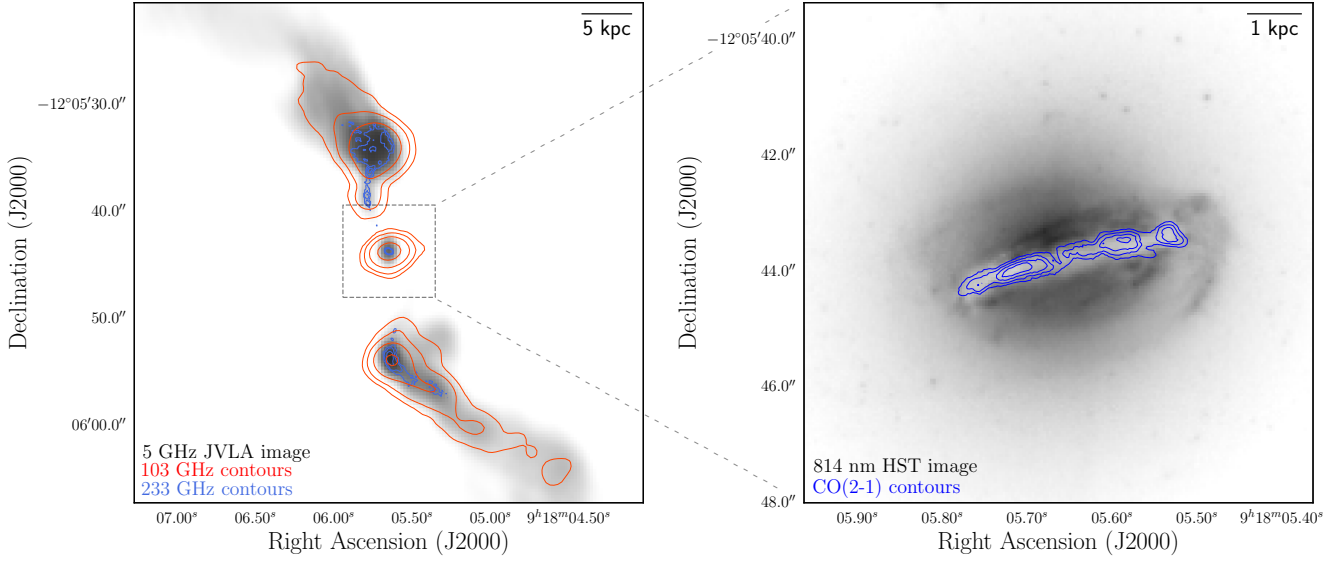 5 kpc
−12°05′30.0″
40.0″
50.0″
06′00.0″
Declination (J2000)
5 GHz JVLA image
103 GHz contours
233 GHz contours
07.00ˢ 06.50ˢ 06.00ˢ 05.50ˢ 05.00ˢ 9ʰ18ᵐ04.50ˢ
Right Ascension (J2000)
1 kpc
−12°05′40.0″
42.0″
44.0″
46.0″
48.0″
Declination (J2000)
814 nm HST image
CO(2-1) contours
05.90ˢ 05.80ˢ 05.70ˢ 05.60ˢ 05.50ˢ 9ʰ18ᵐ05.40ˢ
Right Ascension (J2000)